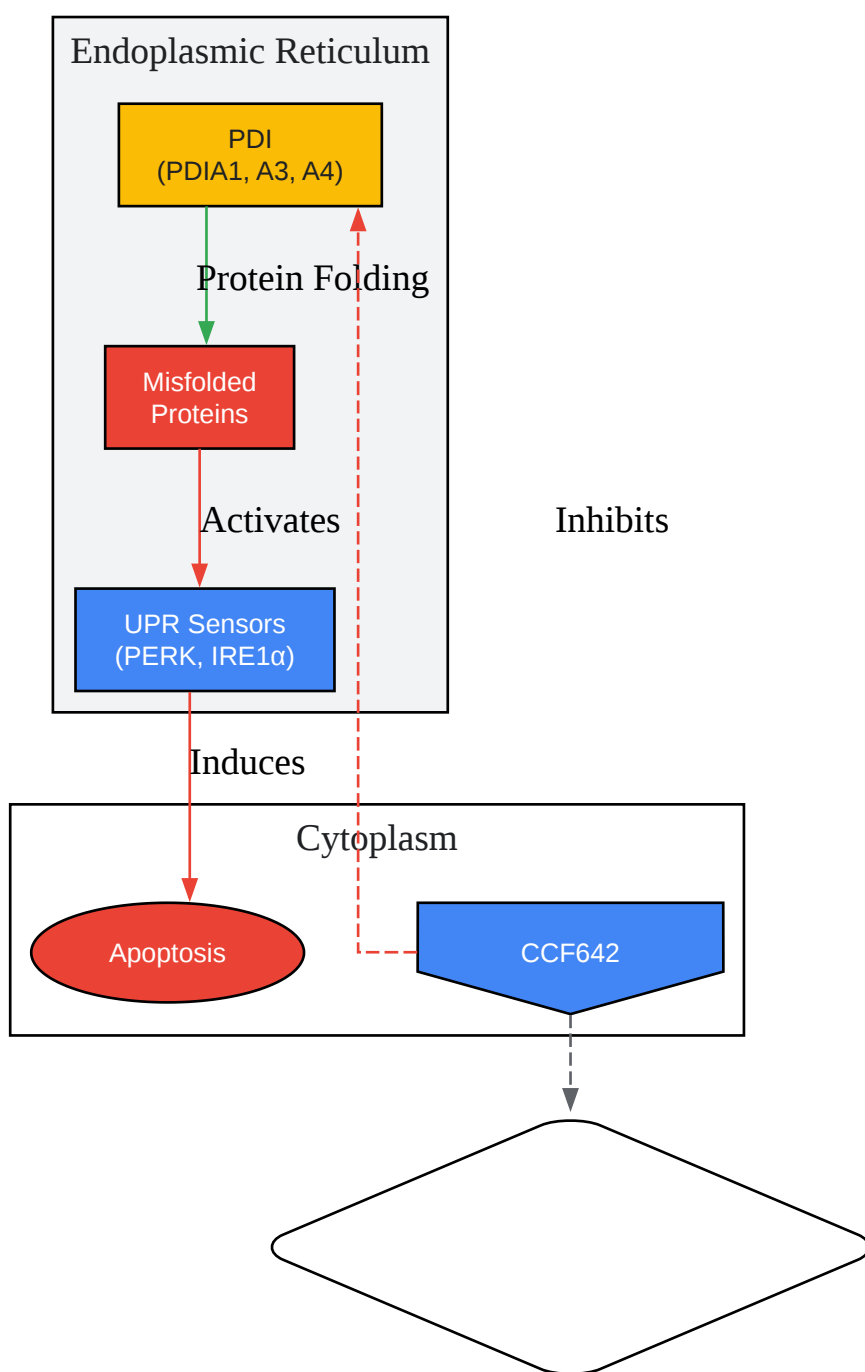 Endoplasmic Reticulum
PDI
(PDIA1, A3, A4)
Protein Folding
Misfolded
Proteins
Activates
Inhibits
UPR Sensors
(PERK, IRE1α)
Induces
Cytoplasm
Apoptosis
CCF642